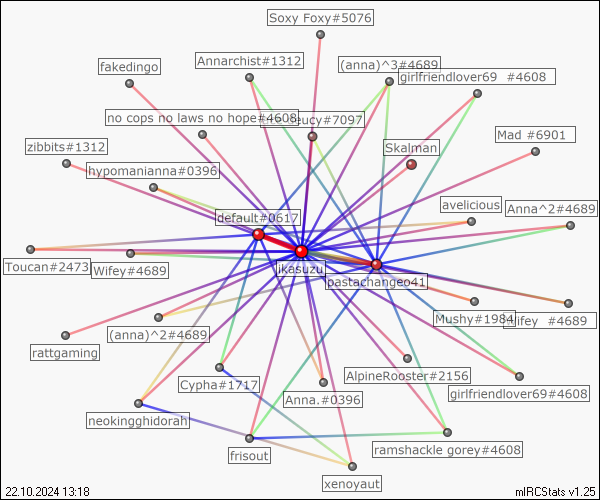 Soxy Foxy#5076
Annarchist#1312
(anna)^3#4689
fakedingo
girlfriendlover69 #4608
no cops no laws no hope#4608
deucy#7097
Mad #6901
zibbits#1312
Skalman
hypomanianna#0396
avelicious
Anna^2#4689
default#0617
Toucan#2473
Wifey#4689
ikasuzu
pastachangeo41
(anna)^2#4689
Mushy#1984
#4689
rattgaming
AlpineRooster#2156
Cypha#1717
girlfriendlover69#4608
Anna.#0396
neokingghidorah
frisout
ramshackle gorey#4608
xenoyaut
22.10.2024 13:18
mIRCStats v1.25